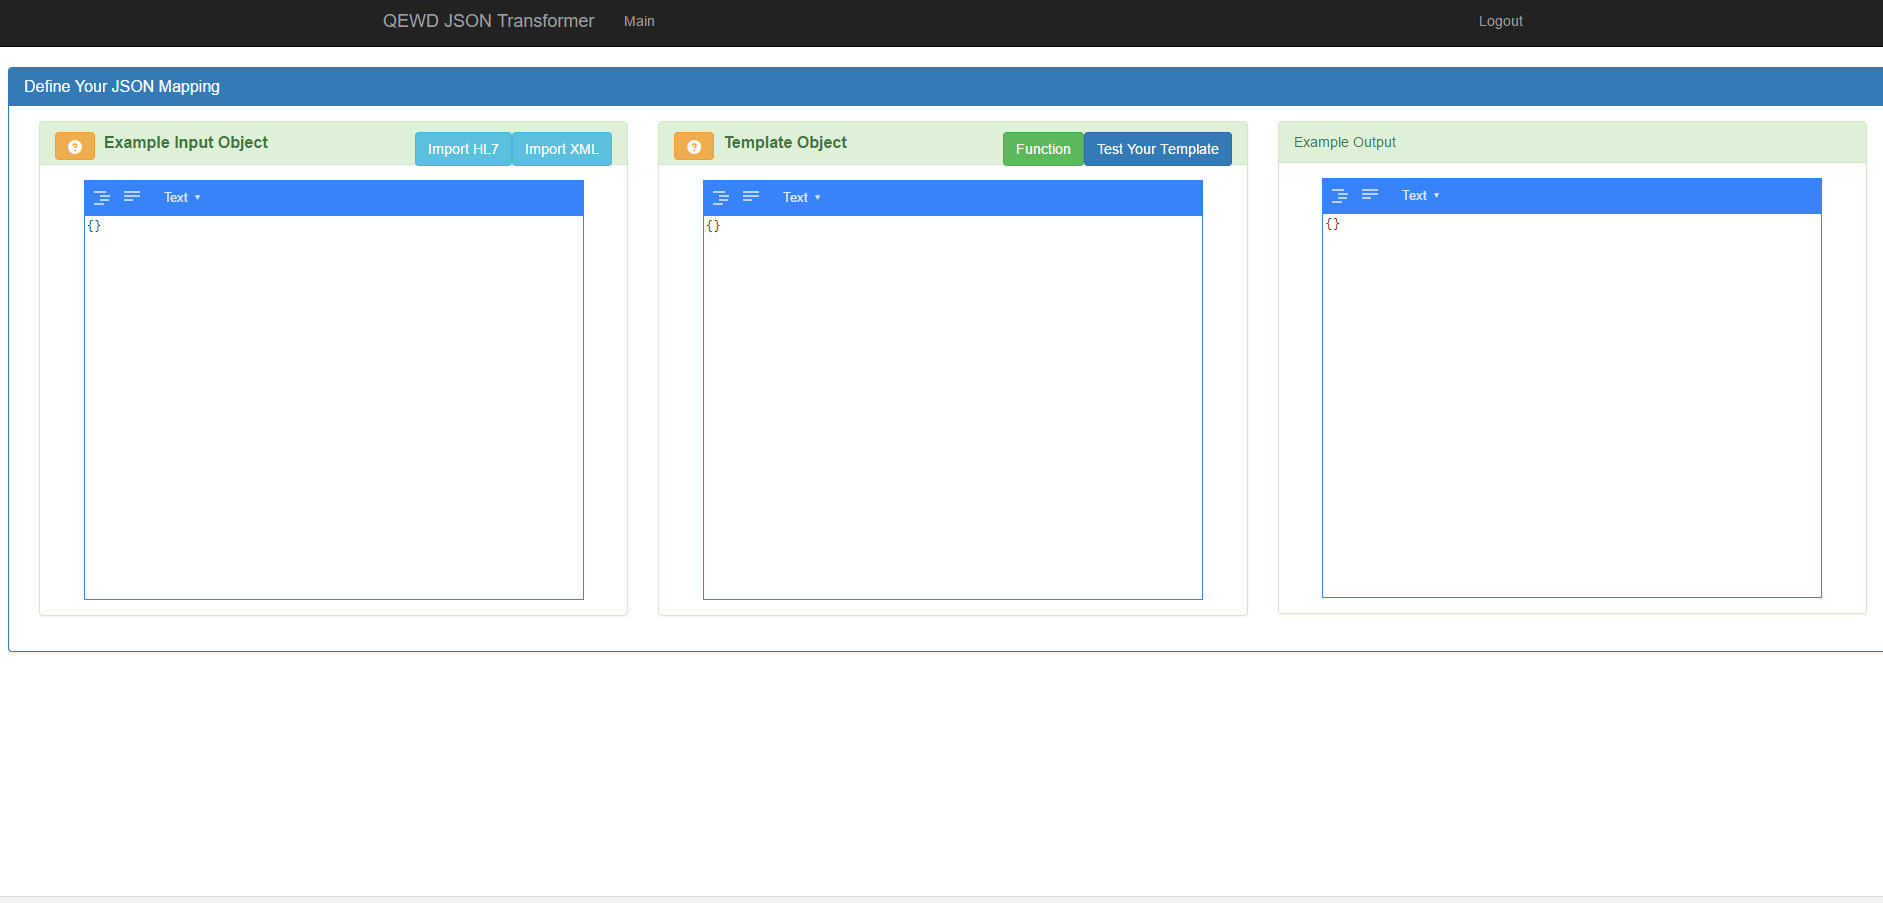 QEWD JSON Transformer Main Logout
Define Your JSON Mapping
Example Input Object Import HL7 Import XML
Text
{}
Template Object Function Test Your Template
Text
{}
Example Output
Text
{}